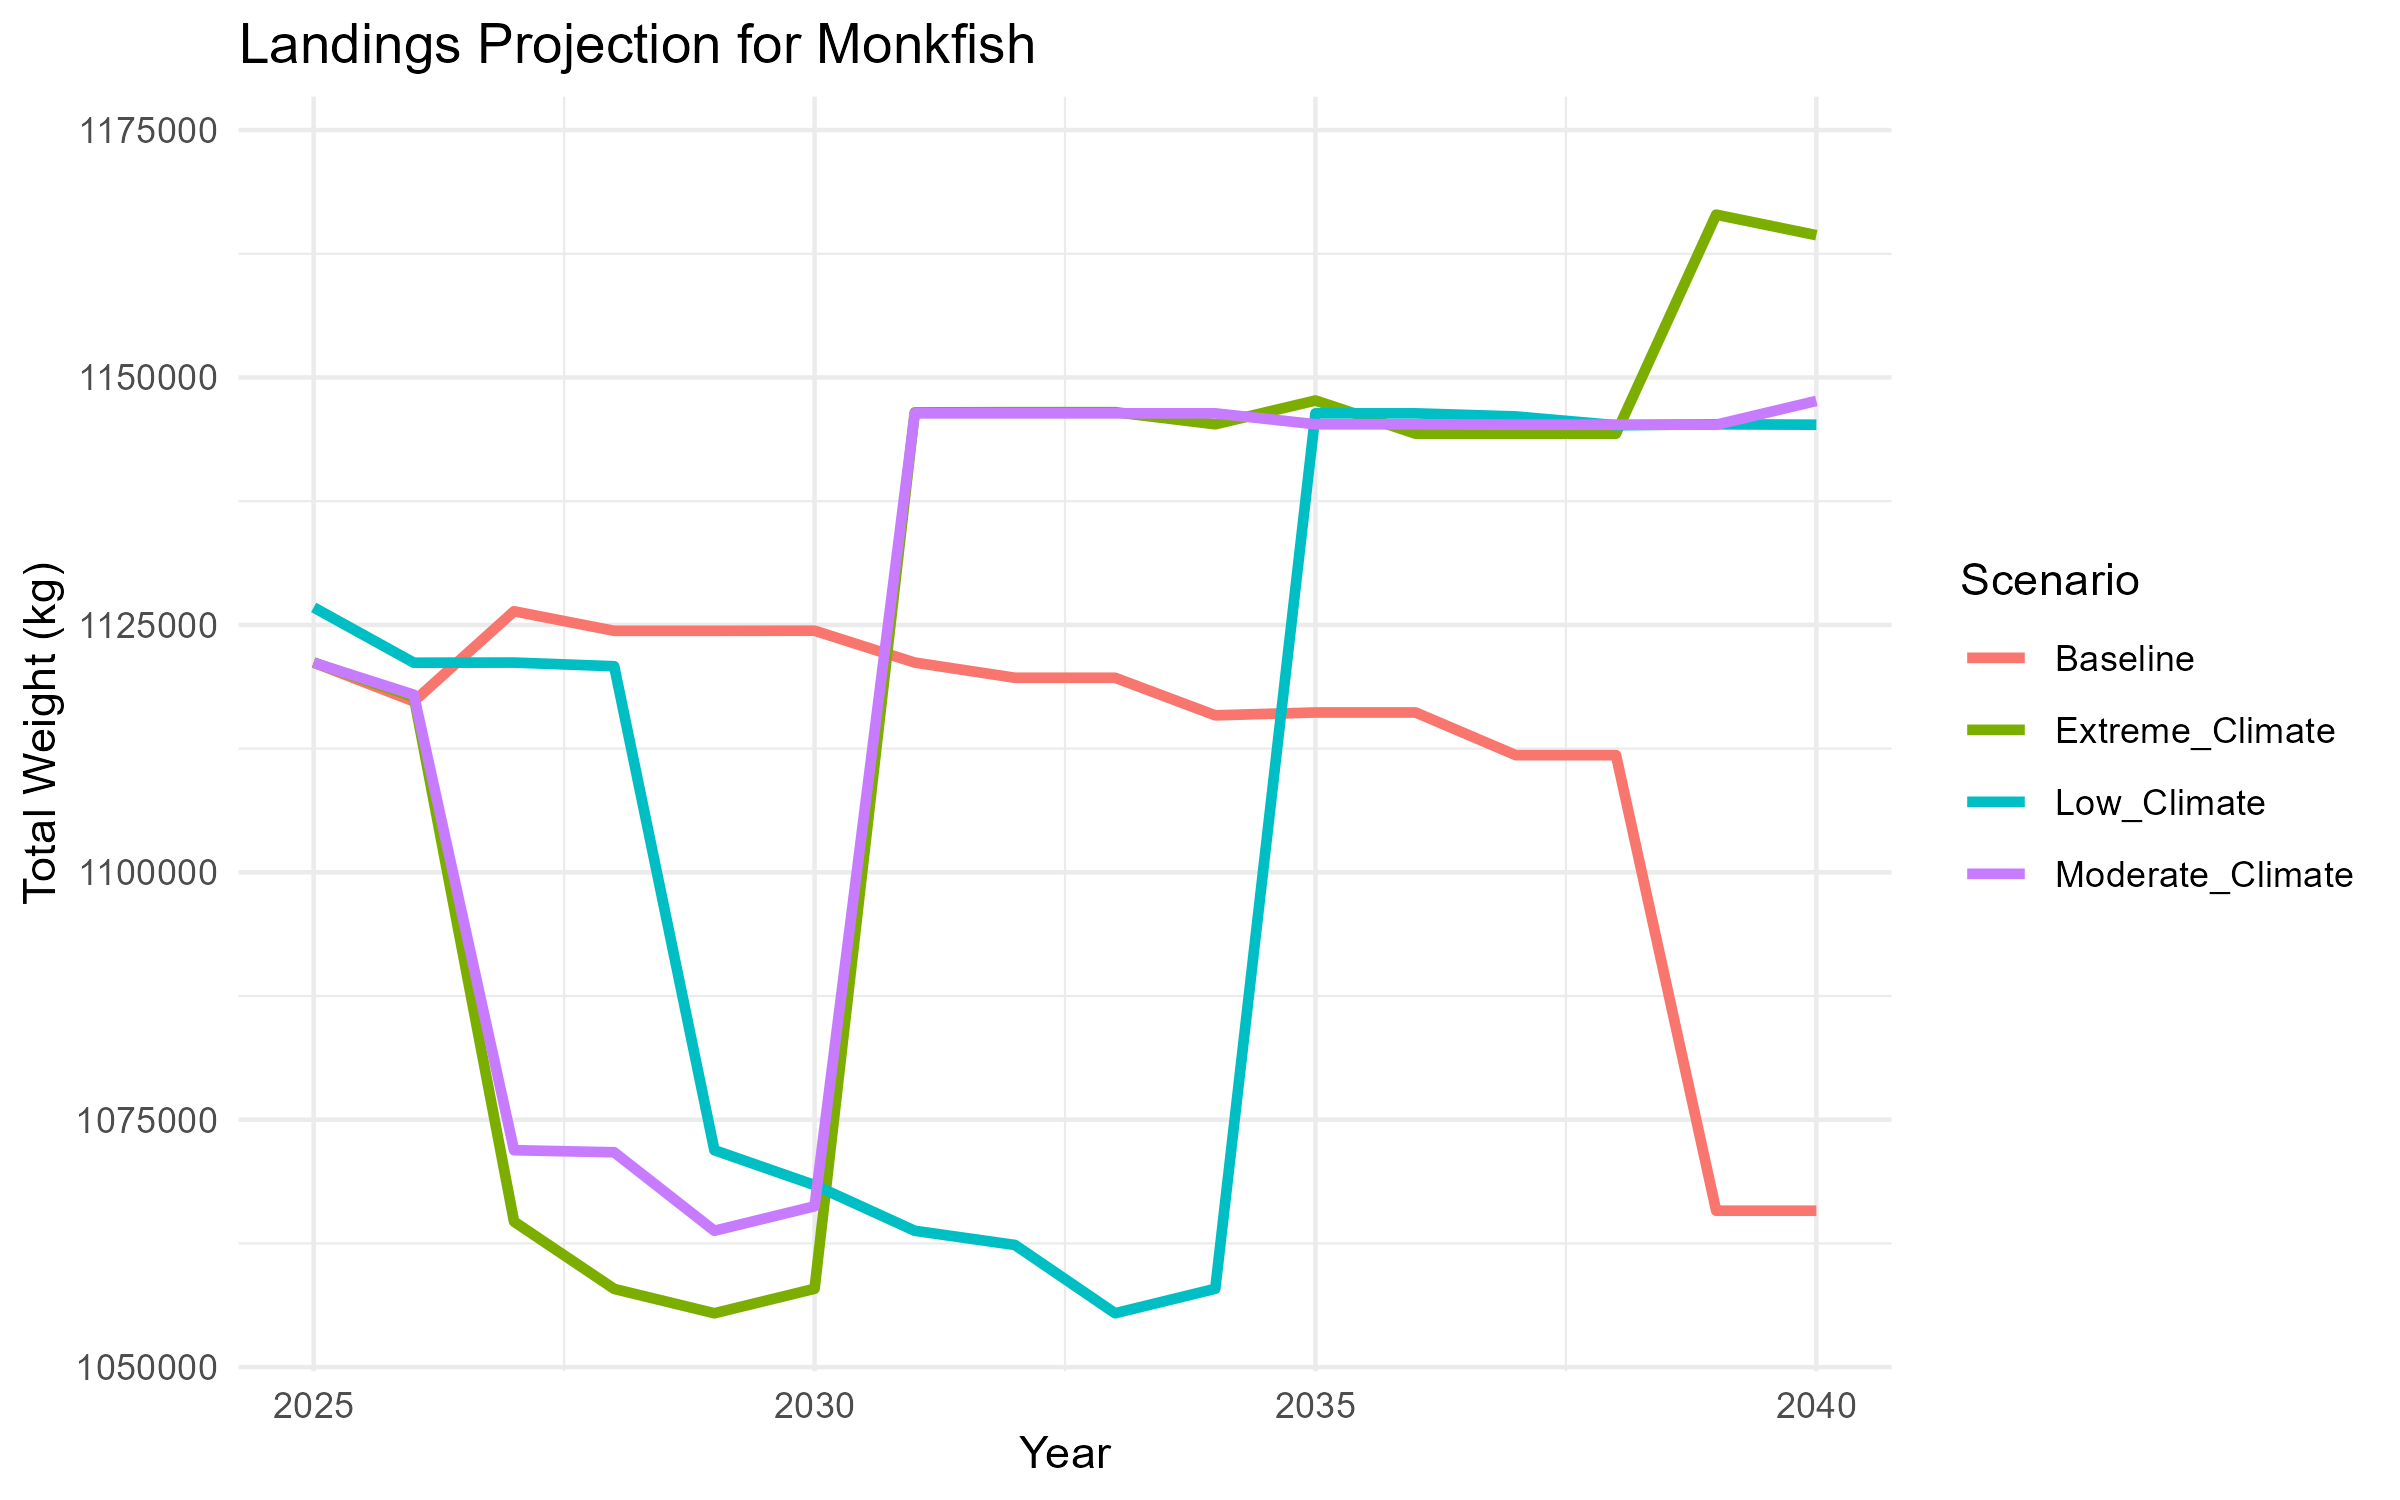 Landings Projection for Monkfish
Total Weight (kg)
1175000
1150000
1125000
1100000
1075000
1050000
2025
2030
2035
2040
Year
Scenario
Baseline
Extreme_Climate
Low_Climate
Moderate_Climate